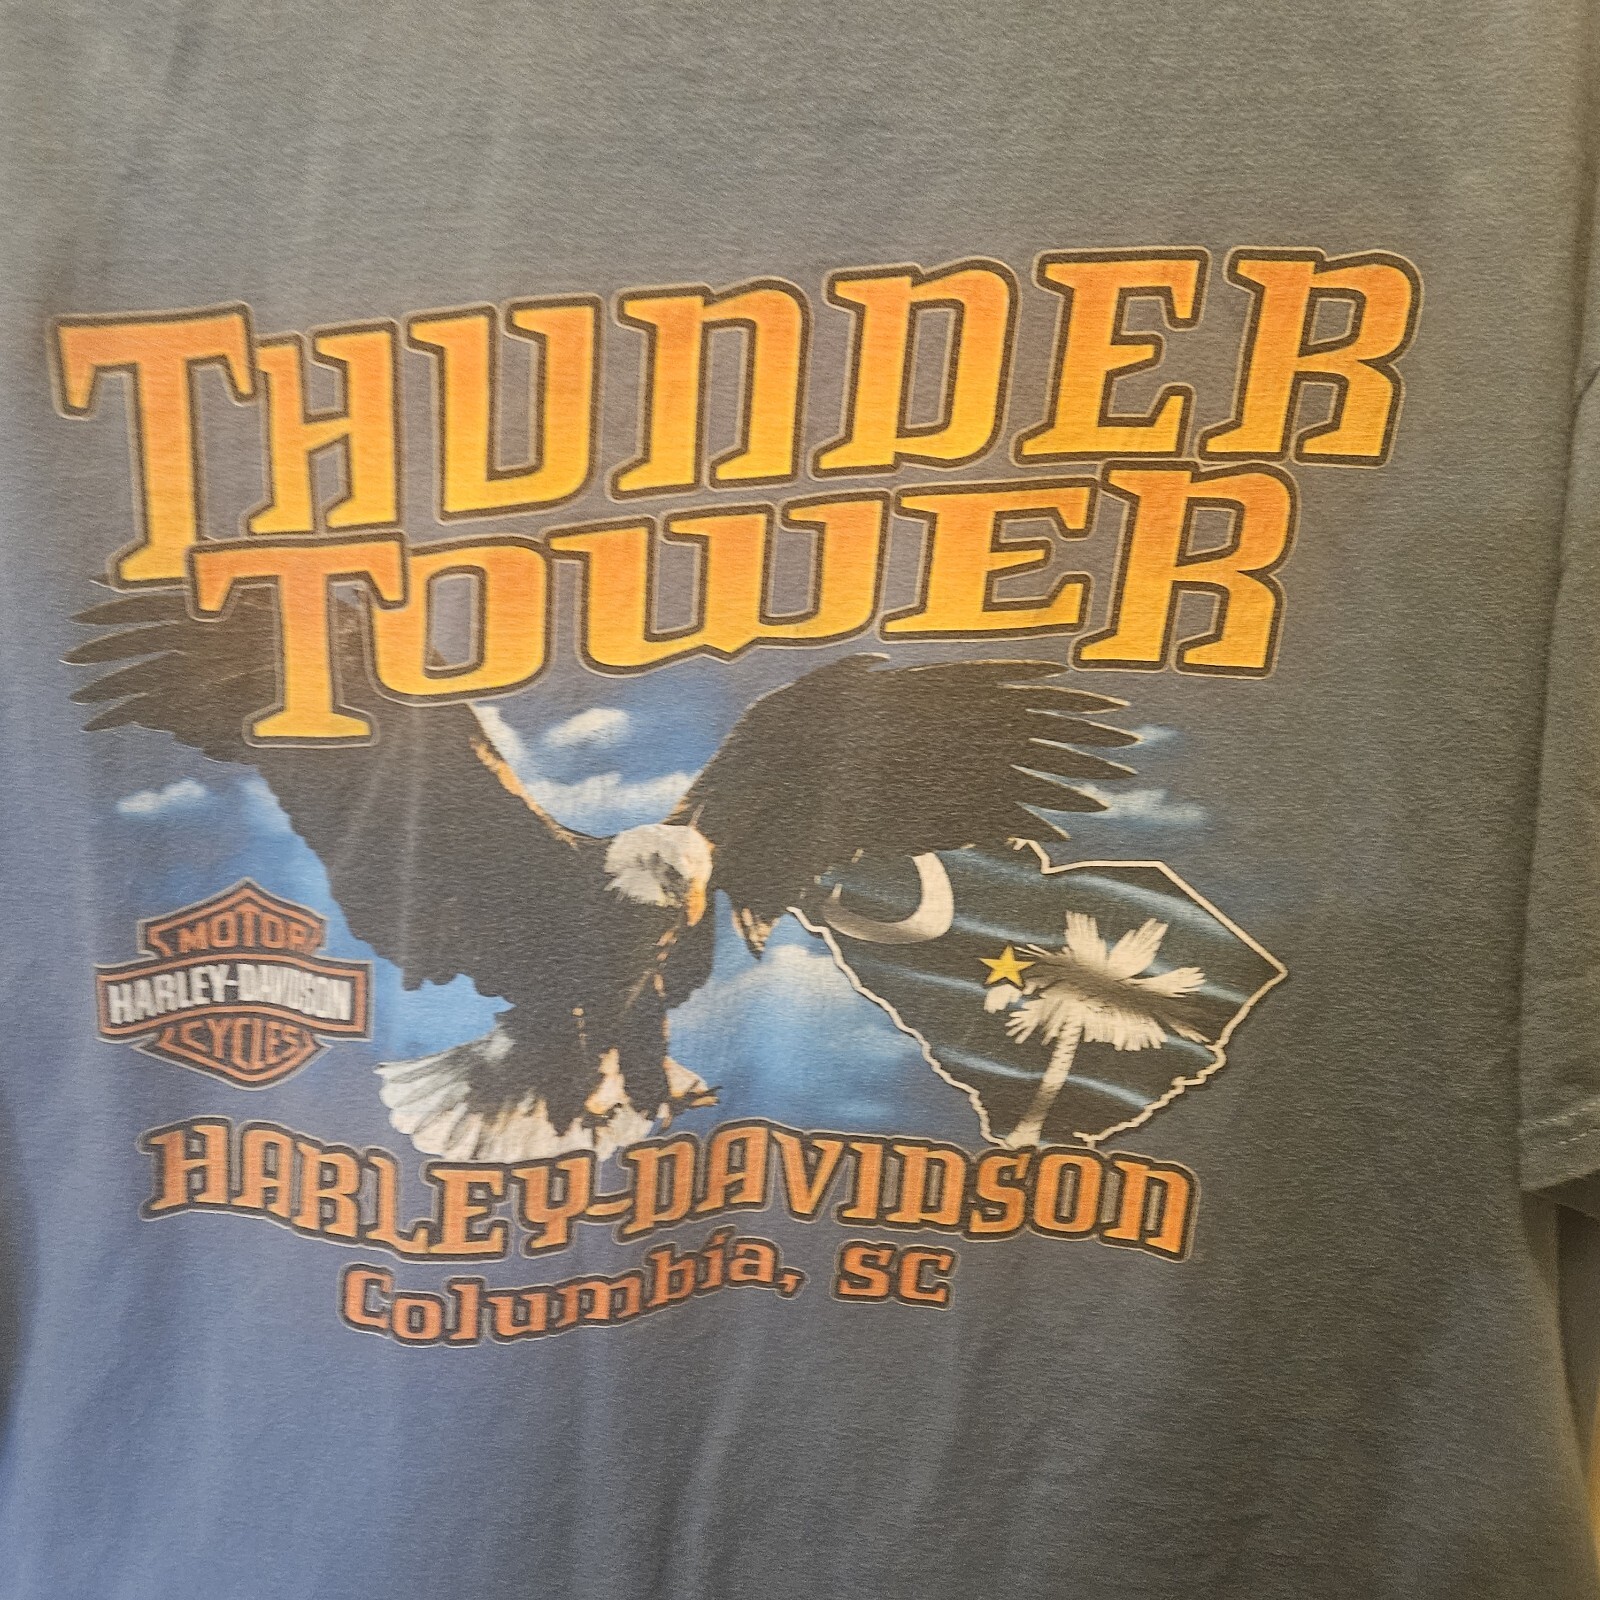 THUNDER
TOWER
MOTOR
HARLEY-DAVIDSON
CYCLES
HARLEY-DAVIDSON
Columbia, SC